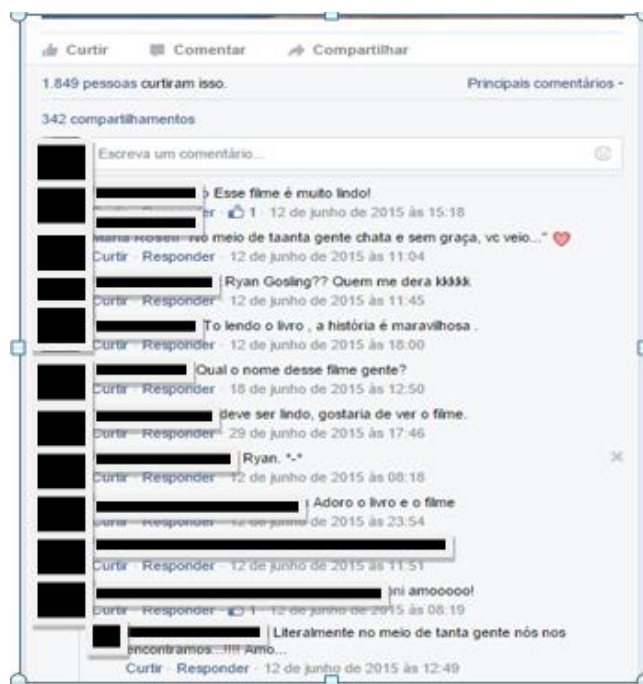 Curtir Comentar Compartilhar
1.849 pessoas curtiram isso. Principais comentários
342 compartilhamentos
Escreva um comentário...
Esse filme é muito lindo!
1 · 12 de junho de 2015 às 15:18
"No meio de taanta gente chata e sem graça, vc veio..."
Curtir · Responder · 12 de junho de 2015 às 11:04
Ryan Gosling?? Quem me dera kkkkk
Curtir · Responder · 12 de junho de 2015 às 11:45
To lendo o livro , a história é maravilhosa .
Curtir · Responder · 12 de junho de 2015 às 18:00
Qual o nome desse filme gente?
Curtir · Responder · 18 de junho de 2015 às 12:50
deve ser lindo, gostaria de ver o filme.
Curtir · Responder · 29 de junho de 2015 às 17:46
Ryan. *-*
Curtir · Responder · 12 de junho de 2015 às 08:18
Adoro o livro e o filme
Curtir · Responder · 12 de junho de 2015 às 23:54
Curtir · Responder · 12 de junho de 2015 às 11:51
amooooo!
Curtir · Responder · 1 · 12 de junho de 2015 às 08:19
Literalmente no meio de tanta gente nós nos
encontramos...!!!! Amo...
Curtir · Responder · 12 de junho de 2015 às 12:49